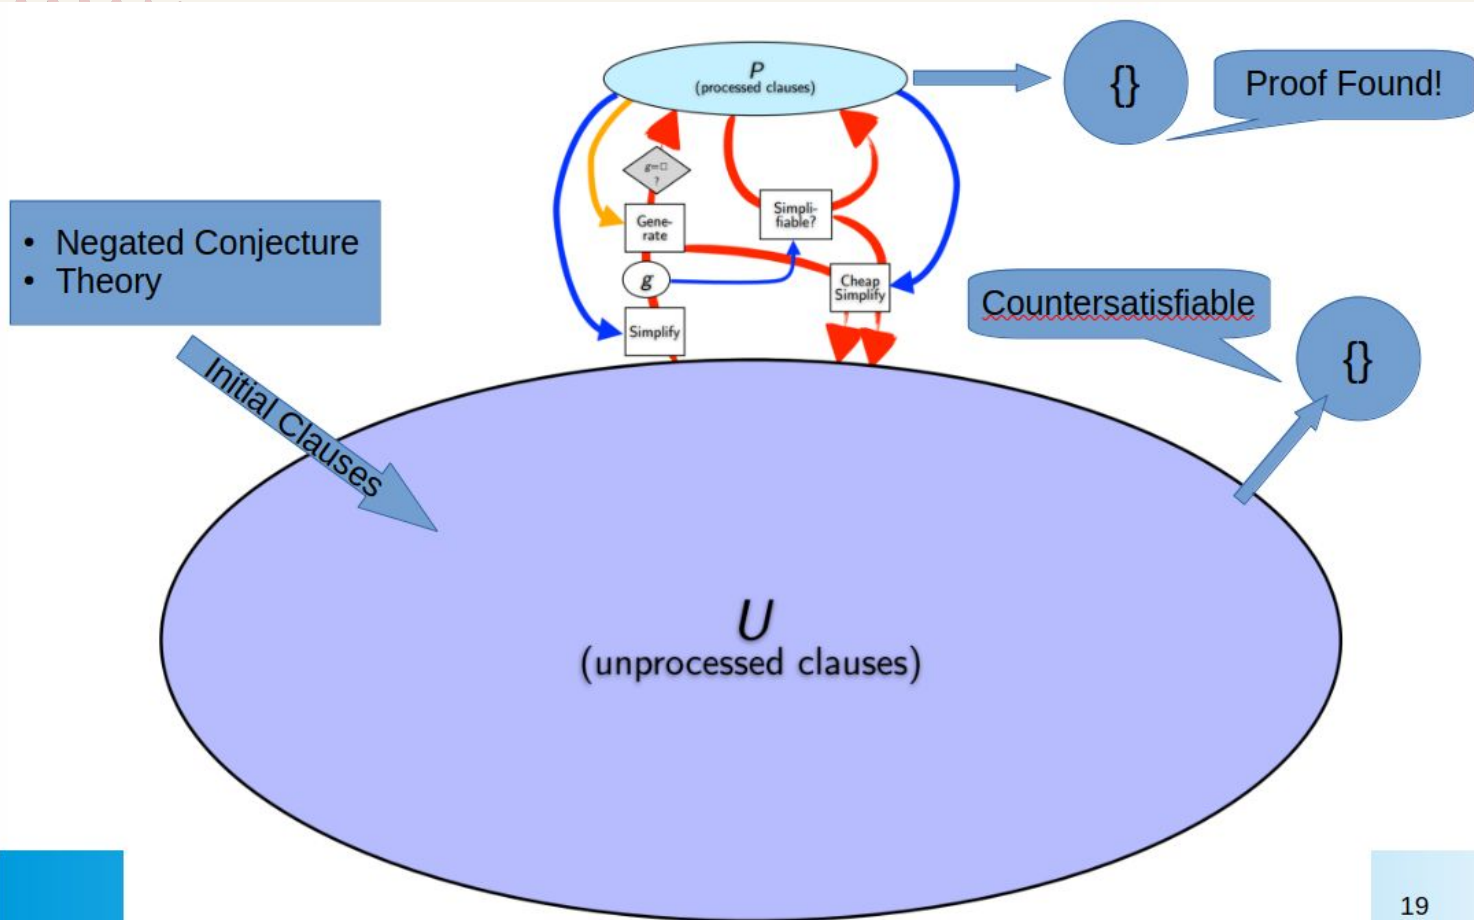 P
(processed clauses)
{}
Proof Found!
g=□
?
Gene-
rate
Simpli-
fiable?
• Negated Conjecture
• Theory
g
Cheap
Simplify
Simplify
Countersatisfiable
{}
Initial Clauses
U
(unprocessed clauses)
19